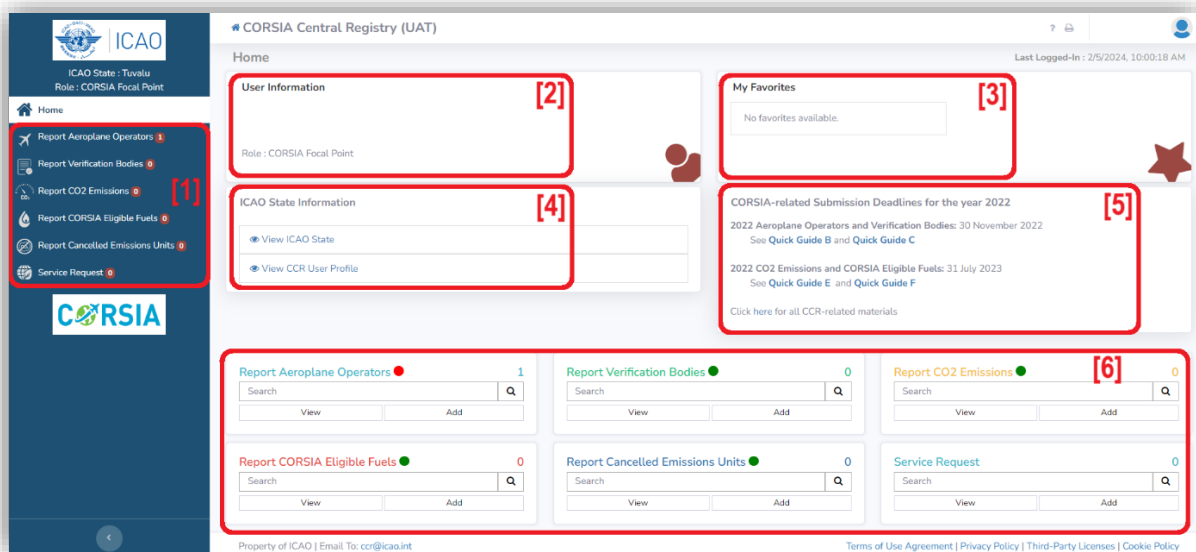 ICAO
ICAO State : Tuvalu
Role : CORSIA Focal Point
Home
Report Aeroplane Operators 1
Report Verification Bodies 0
Report CO2 Emissions 0
Report CORSIA Eligible Fuels 0
Report Cancelled Emissions Units 0
Service Request 0
[1]
CORSIA
CORSIA Central Registry (UAT)
?
Home
Last Logged-In : 2/5/2024, 10:00:18 AM
User Information
[2]
Role : CORSIA Focal Point
My Favorites
[3]
No favorites available.
ICAO State Information
[4]
View ICAO State
View CCR User Profile
CORSIA-related Submission Deadlines for the year 2022
[5]
2022 Aeroplane Operators and Verification Bodies: 30 November 2022
See Quick Guide B and Quick Guide C
2022 CO2 Emissions and CORSIA Eligible Fuels: 31 July 2023
See Quick Guide E and Quick Guide F
Click here for all CCR-related materials
[6]
Report Aeroplane Operators 1
Search
View Add
Report Verification Bodies 0
Search
View Add
Report CO2 Emissions 0
Search
View Add
Report CORSIA Eligible Fuels 0
Search
View Add
Report Cancelled Emissions Units 0
Search
View Add
Service Request 0
Search
View Add
Property of ICAO | Email To: ccr@icao.int
Terms of Use Agreement | Privacy Policy | Third-Party Licenses | Cookie Policy